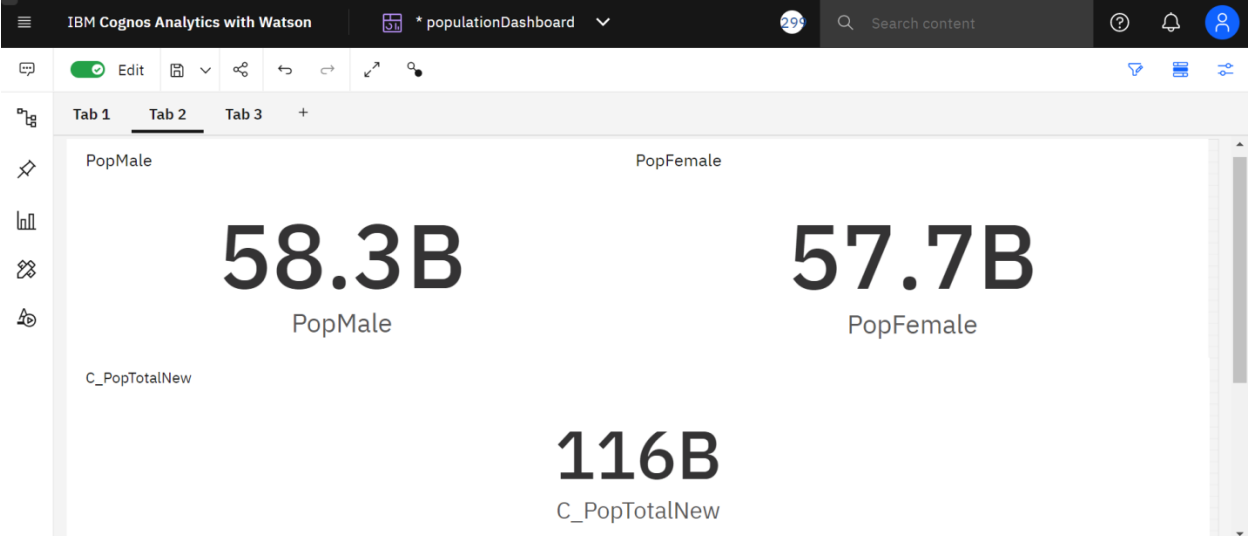 IBM Cognos Analytics with Watson
* populationDashboard
299
Search content
Edit
Tab 1
Tab 2
Tab 3
+
PopMale
PopFemale
58.3B
PopMale
57.7B
PopFemale
C_PopTotalNew
116B
C_PopTotalNew